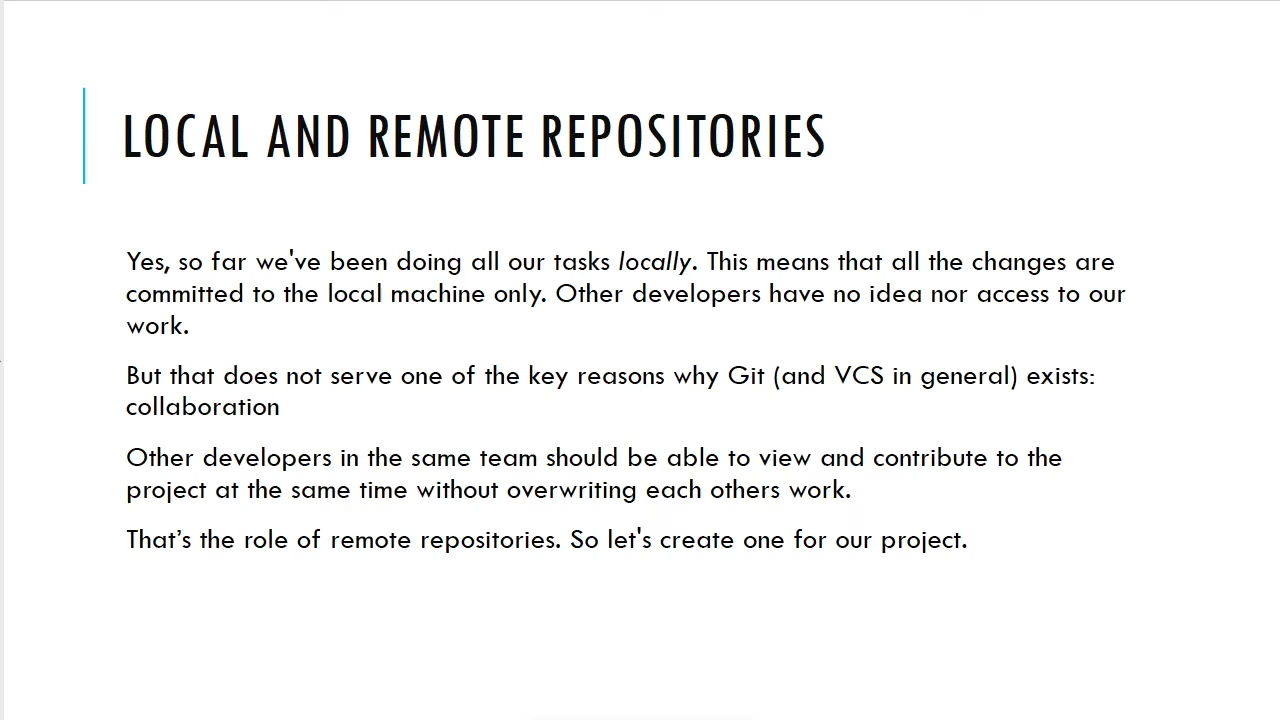 LOCAL AND REMOTE REPOSITORIES
Yes, so far we've been doing all our tasks locally. This means that all the changes are
committed to the local machine only. Other developers have no idea nor access to our
work.
But that does not serve one of the key reasons why Git (and VCS in general) exists:
collaboration
Other developers in the same team should be able to view and contribute to the
project at the same time without overwriting each others work.
That’s the role of remote repositories. So let's create one for our project.